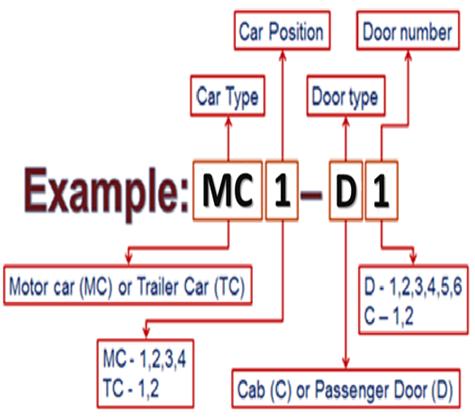 Car Position
Door number
Car Type
Door type
Example: MC 1 – D 1
Motor car (MC) or Trailer Car (TC)
D - 1,2,3,4,5,6
C – 1,2
MC - 1,2,3,4
TC - 1,2
Cab (C) or Passenger Door (D)